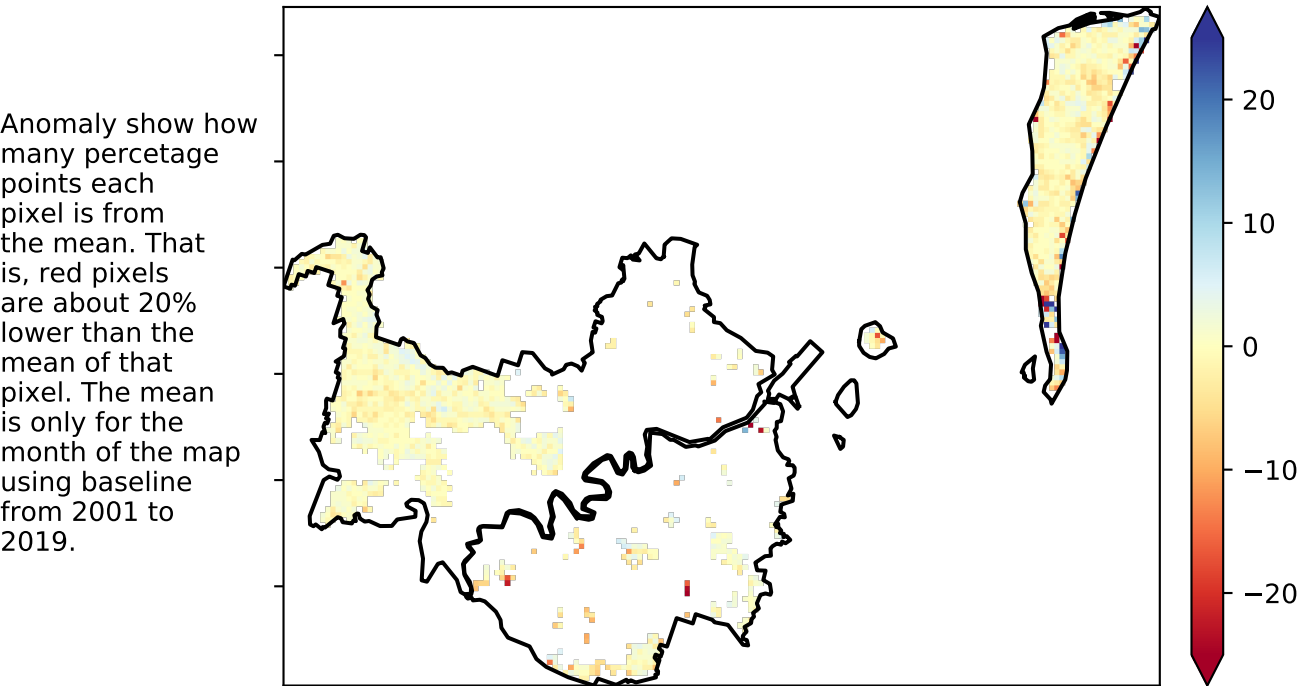 Anomaly show how
many percetage
points each
pixel is from
the mean. That
is, red pixels
are about 20%
lower than the
mean of that
pixel. The mean
is only for the
month of the map
using baseline
from 2001 to
2019.
20
10
0
−10
−20